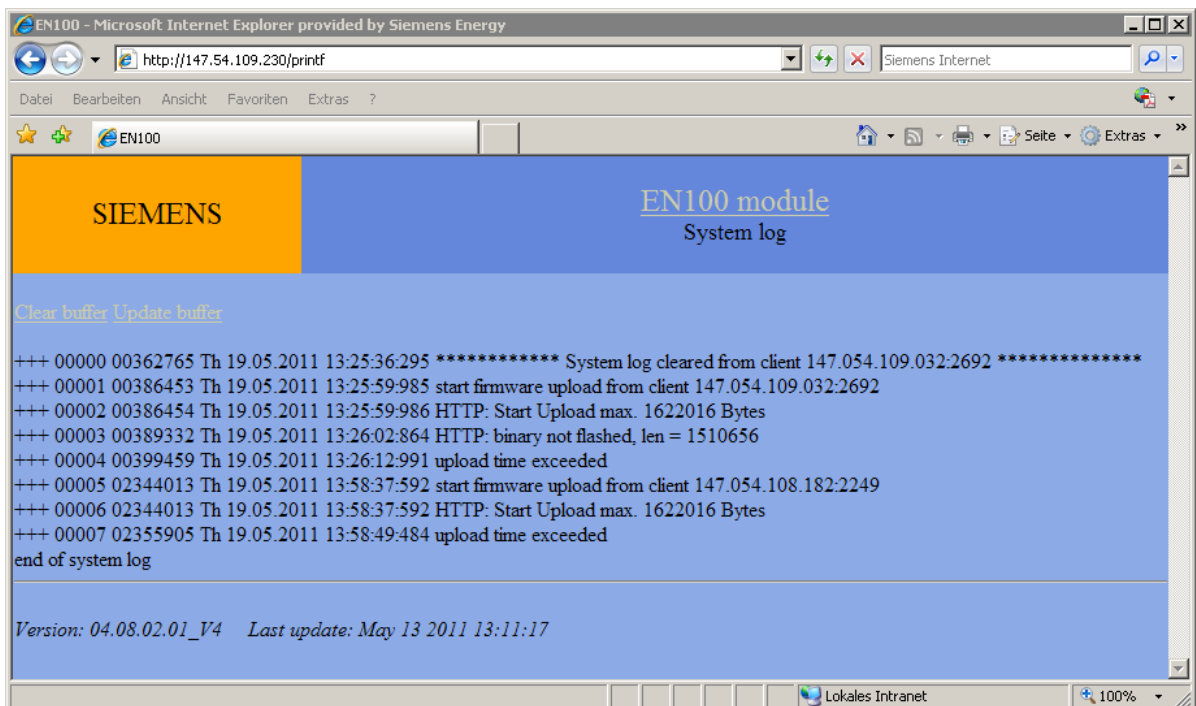 EN100 - Microsoft Internet Explorer provided by Siemens Energy
http://147.54.109.230/printf
Siemens Internet
Datei Bearbeiten Ansicht Favoriten Extras ?
EN100
Seite Extras »
SIEMENS
EN100 module
System log
Clear buffer Update buffer
+++ 00000 00362765 Th 19.05.2011 13:25:36:295 ************ System log cleared from client 147.054.109.032:2692 **************
+++ 00001 00386453 Th 19.05.2011 13:25:59:985 start firmware upload from client 147.054.109.032:2692
+++ 00002 00386454 Th 19.05.2011 13:25:59:986 HTTP: Start Upload max. 1622016 Bytes
+++ 00003 00389332 Th 19.05.2011 13:26:02:864 HTTP: binary not flashed, len = 1510656
+++ 00004 00399459 Th 19.05.2011 13:26:12:991 upload time exceeded
+++ 00005 02344013 Th 19.05.2011 13:58:37:592 start firmware upload from client 147.054.108.182:2249
+++ 00006 02344013 Th 19.05.2011 13:58:37:592 HTTP: Start Upload max. 1622016 Bytes
+++ 00007 02355905 Th 19.05.2011 13:58:49:484 upload time exceeded
end of system log
Version: 04.08.02.01_V4 Last update: May 13 2011 13:11:17
Lokales Intranet
100%